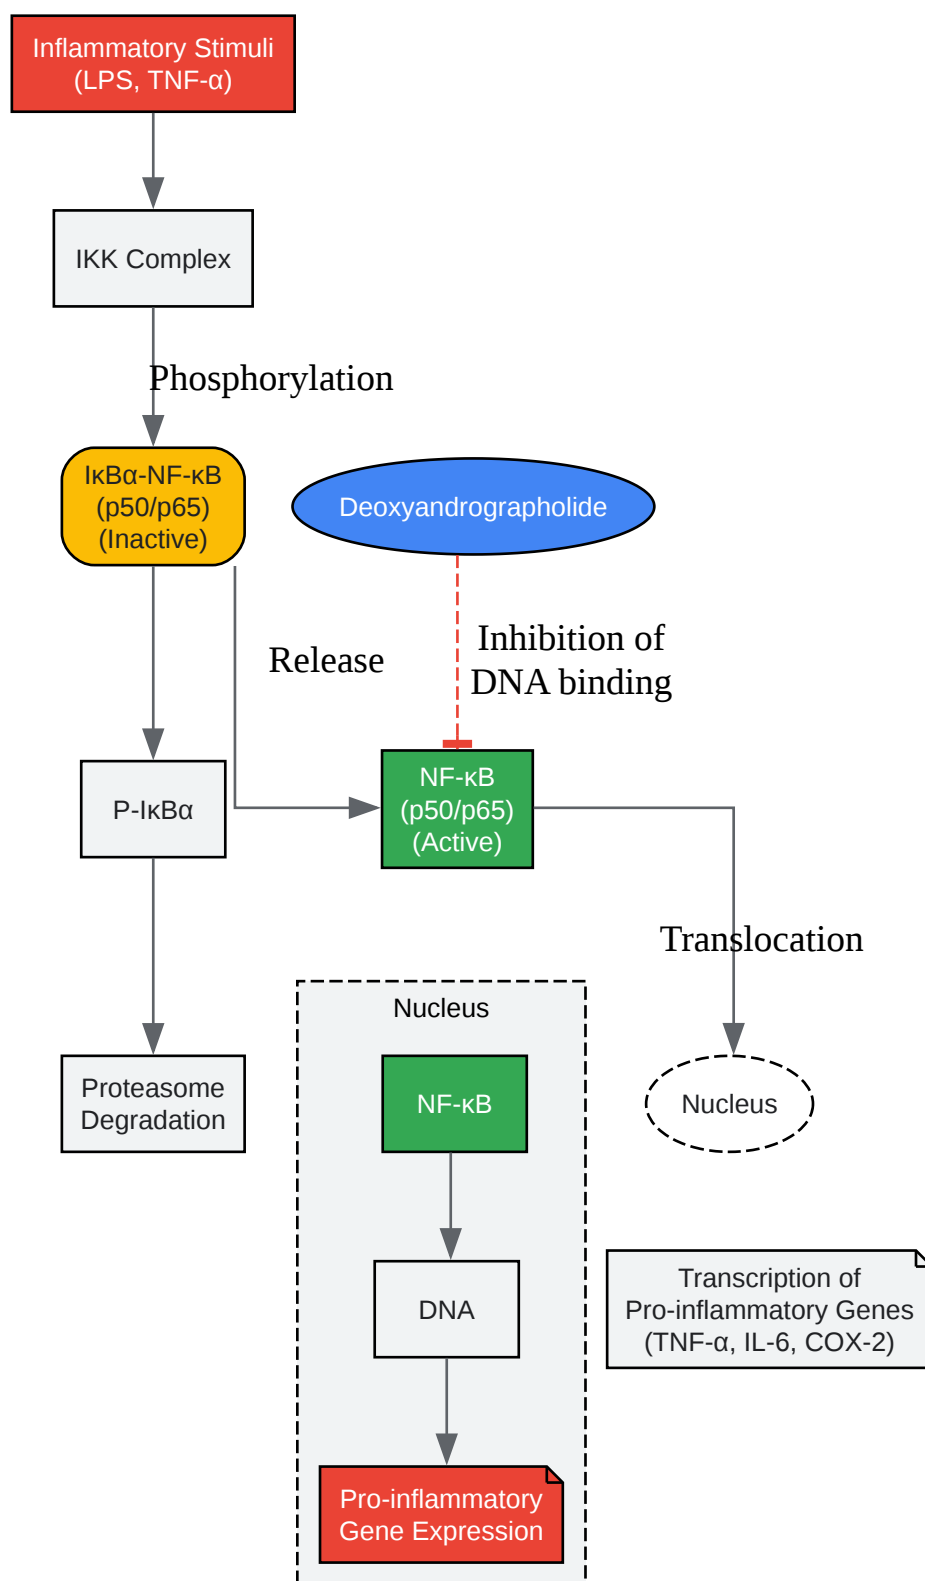 Inflammatory Stimuli
(LPS, TNF-α)
IKK Complex
Phosphorylation
IκBα-NF-κB
(p50/p65)
(Inactive)
Deoxyandrographolide
Release
Inhibition of
DNA binding
P-IκBα
NF-κB
(p50/p65)
(Active)
Translocation
Nucleus
Proteasome
Degradation
NF-κB
Nucleus
DNA
Transcription of
Pro-inflammatory Genes
(TNF-α, IL-6, COX-2)
Pro-inflammatory
Gene Expression